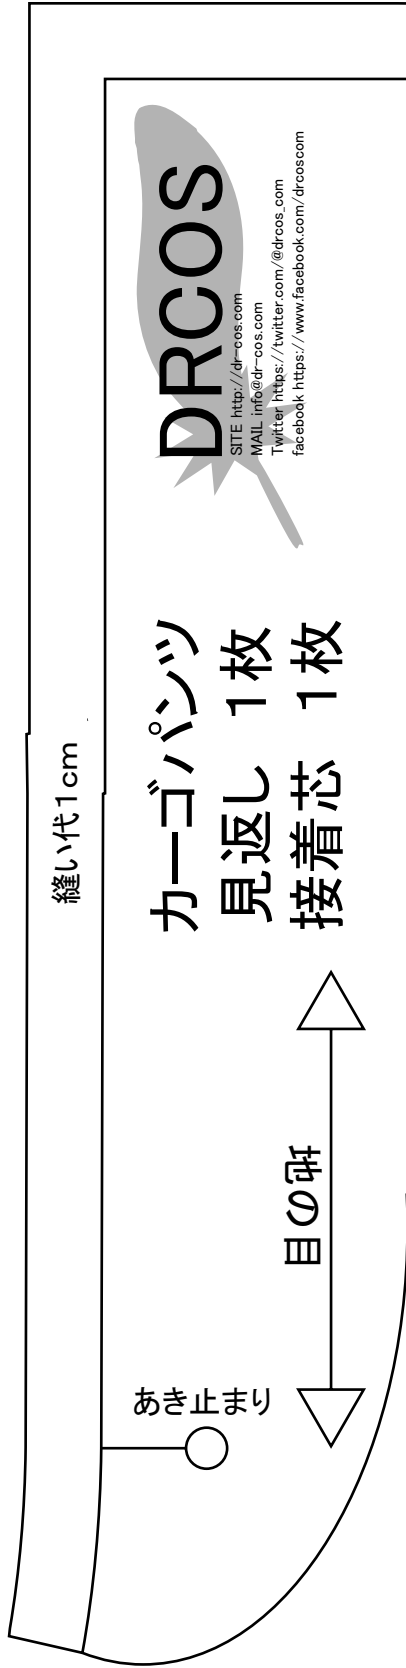 DRCOS
SITE http://dr-cos.com
MAIL info@dr-cos.com
Twitter https://twitter.com/@drcos_com
facebook https://www.facebook.com/drcoscom
縫い代1cm
カーゴパンツ
見返し 1枚
接着芯 1枚
地の目
あき止まり